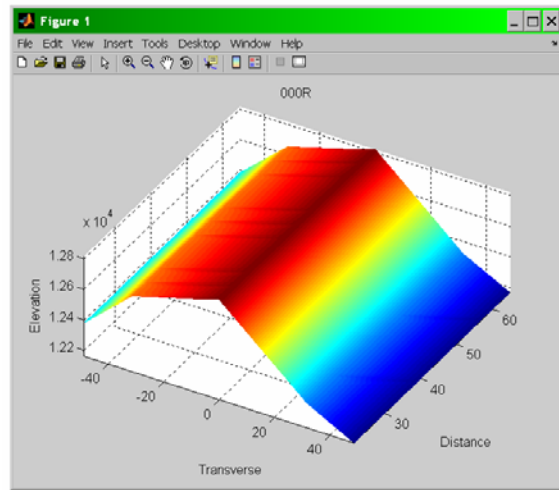 Figure 1
File Edit View Insert Tools Desktop Window Help
000R
x 10^4
1.28
1.26
1.24
1.22
Elevation
-40
-20
0
20
40
Transverse
30
40
50
60
Distance